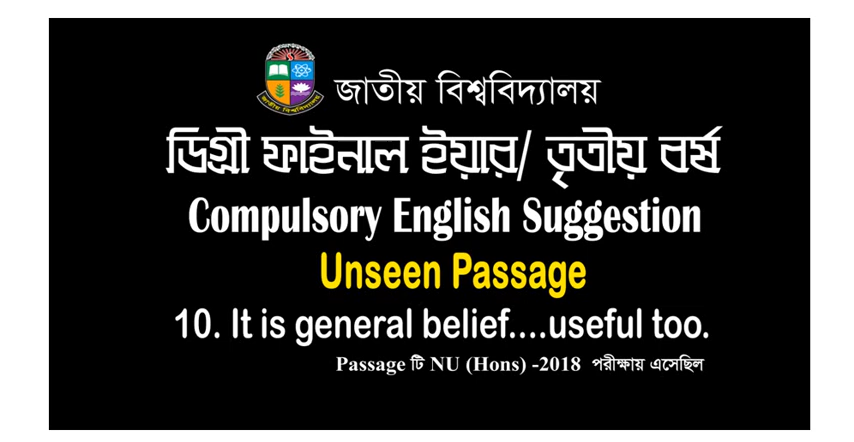 জাতীয় বিশ্ববিদ্যালয়
ডিগ্রী ফাইনাল ইয়ার/ তৃতীয় বর্ষ
Compulsory English Suggestion
Unseen Passage
10. It is general belief....useful too.
Passage টি NU (Hons) -2018 পরীক্ষায় এসেছিল